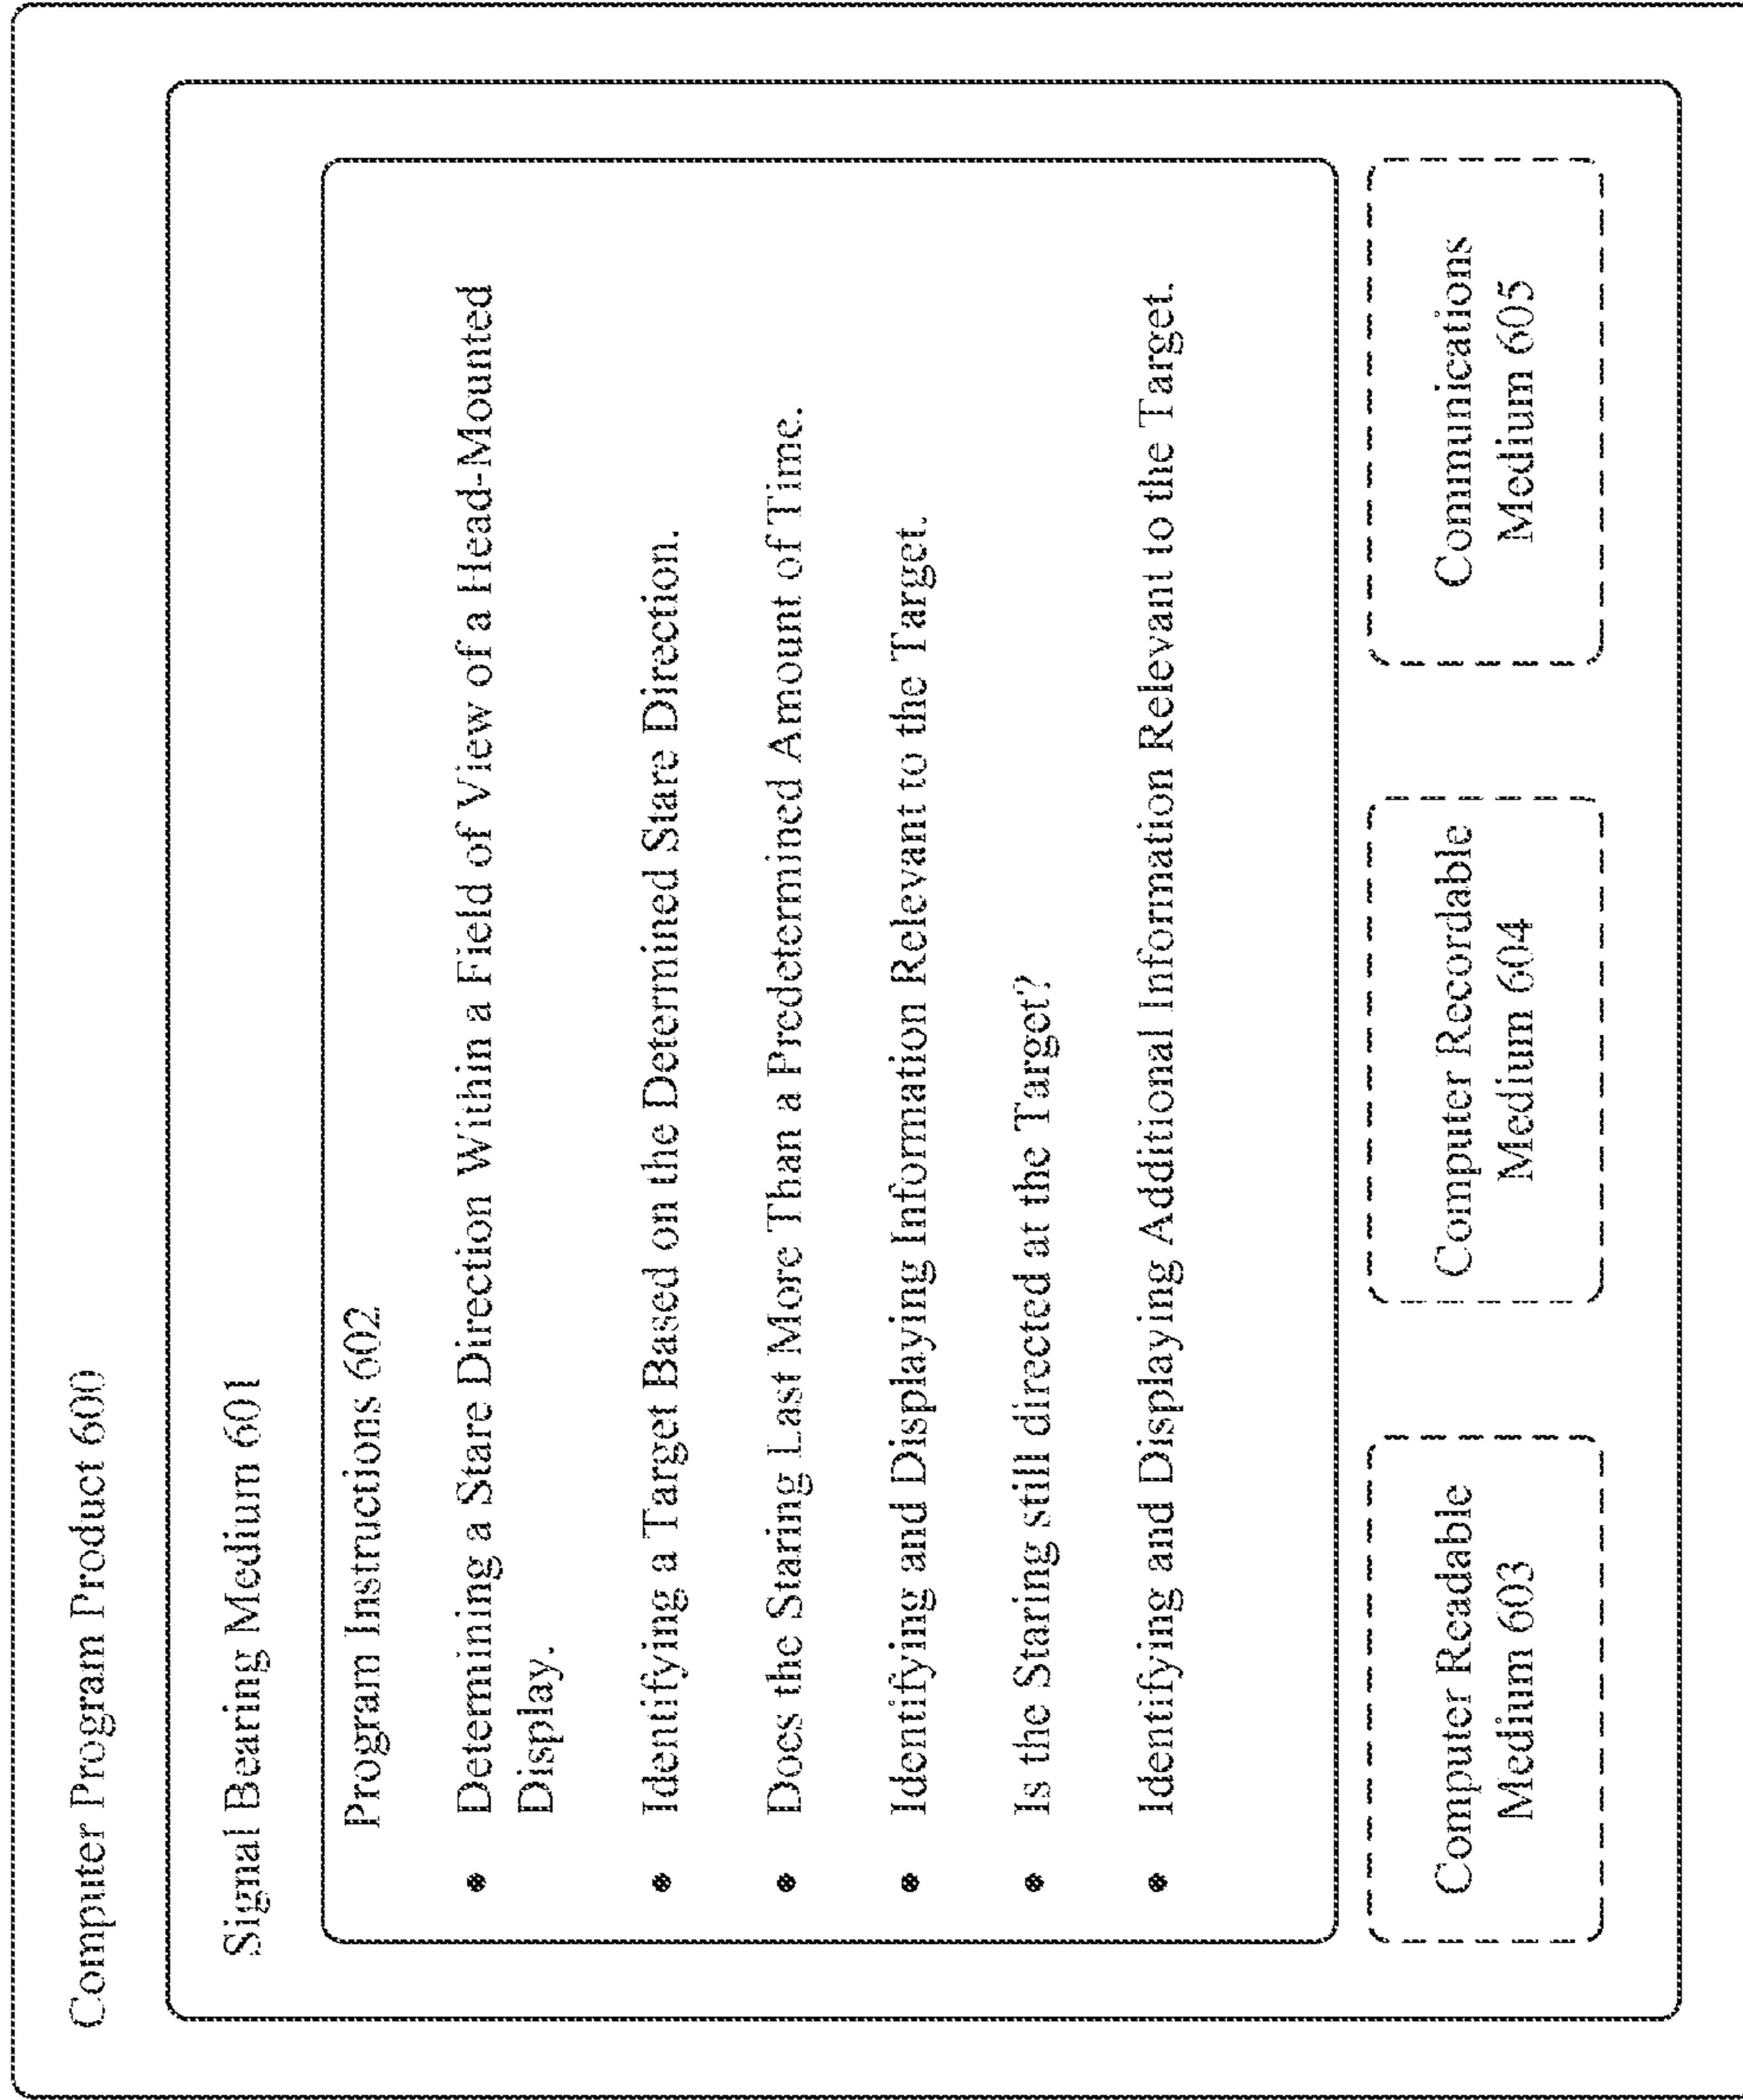 Computer Program Product 600
Signal Bearing Medium 601
Program Instructions 602
• Determining a Stare Direction Within a Field of View of a Head-Mounted
Display.
• Identifying a Target Based on the Determined Stare Direction.
• Does the Staring Last More Than a Predetermined Amount of Time.
• Identifying and Displaying Information Relevant to the Target.
• Is the Staring still directed at the Target?
• Identifying and Displaying Additional Information Relevant to the Target.
Computer Readable
Medium 603
Computer Recordable
Medium 604
Communications
Medium 605